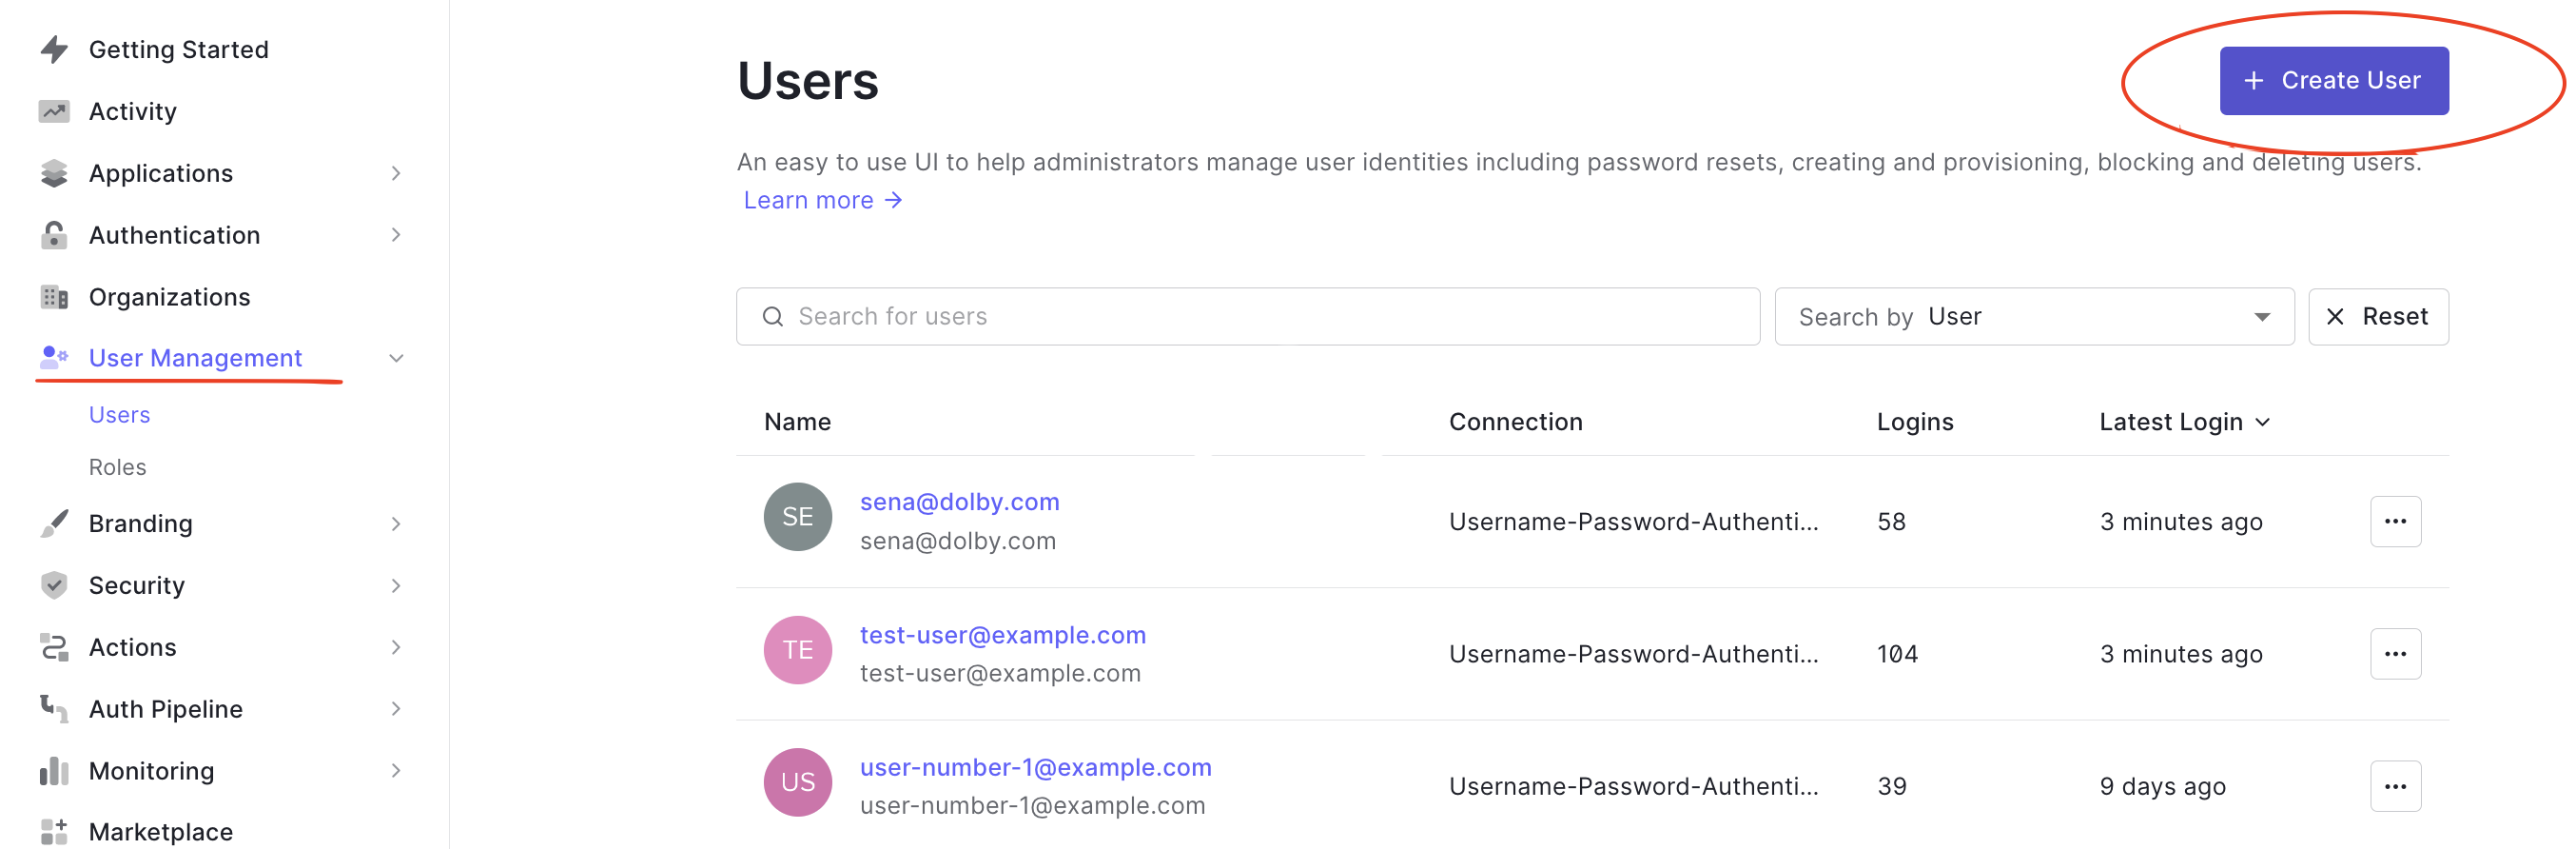 Getting Started
Activity
Applications
Authentication
Organizations
User Management
Users
Roles
Branding
Security
Actions
Auth Pipeline
Monitoring
Marketplace
Users
+ Create User
An easy to use UI to help administrators manage user identities including password resets, creating and provisioning, blocking and deleting users.
Learn more →
Search for users
Search by User
Reset
Name Connection Logins Latest Login
SE
sena@dolby.com
sena@dolby.com
Username-Password-Authenti... 58 3 minutes ago
TE
test-user@example.com
test-user@example.com
Username-Password-Authenti... 104 3 minutes ago
US
user-number-1@example.com
user-number-1@example.com
Username-Password-Authenti... 39 9 days ago